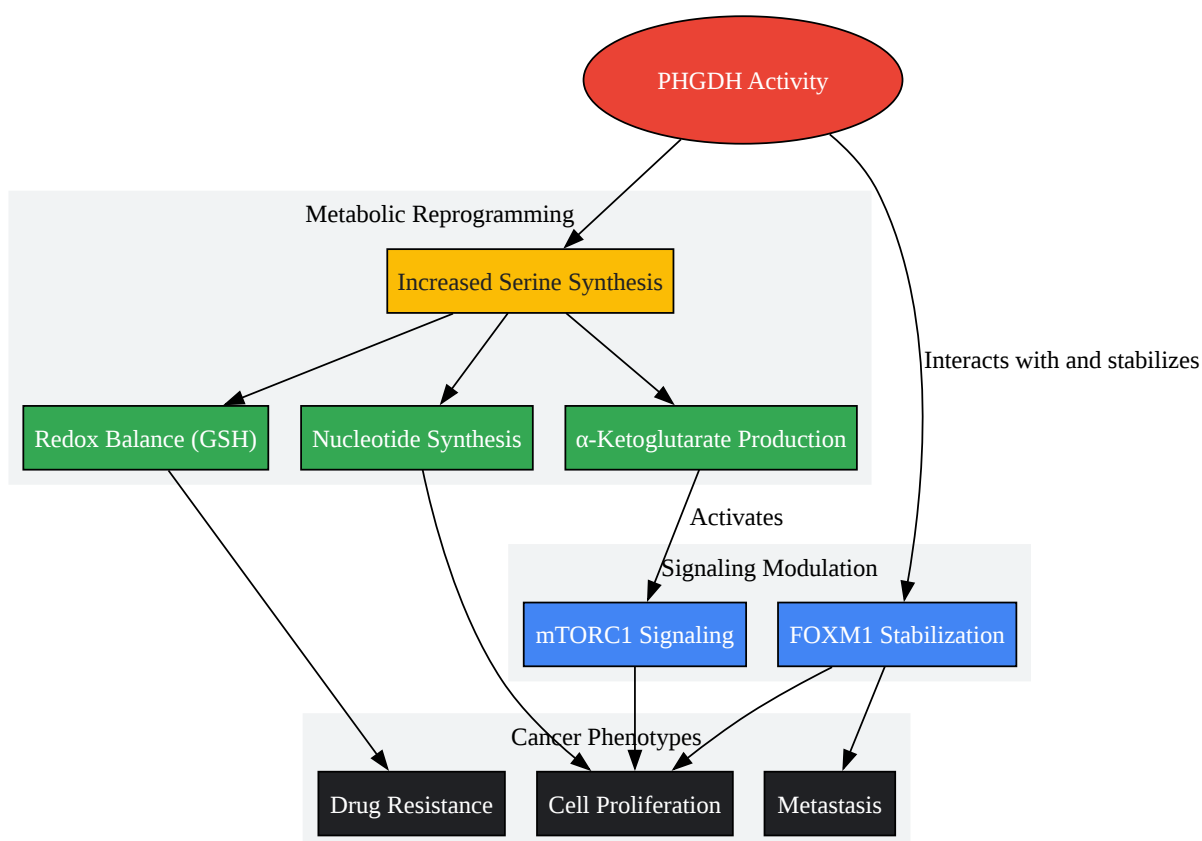 PHGDH Activity
Metabolic Reprogramming
Increased Serine Synthesis
Interacts with and stabilizes
Redox Balance (GSH)
Nucleotide Synthesis
α-Ketoglutarate Production
Activates
Signaling Modulation
mTORC1 Signaling
FOXM1 Stabilization
Cancer Phenotypes
Drug Resistance
Cell Proliferation
Metastasis